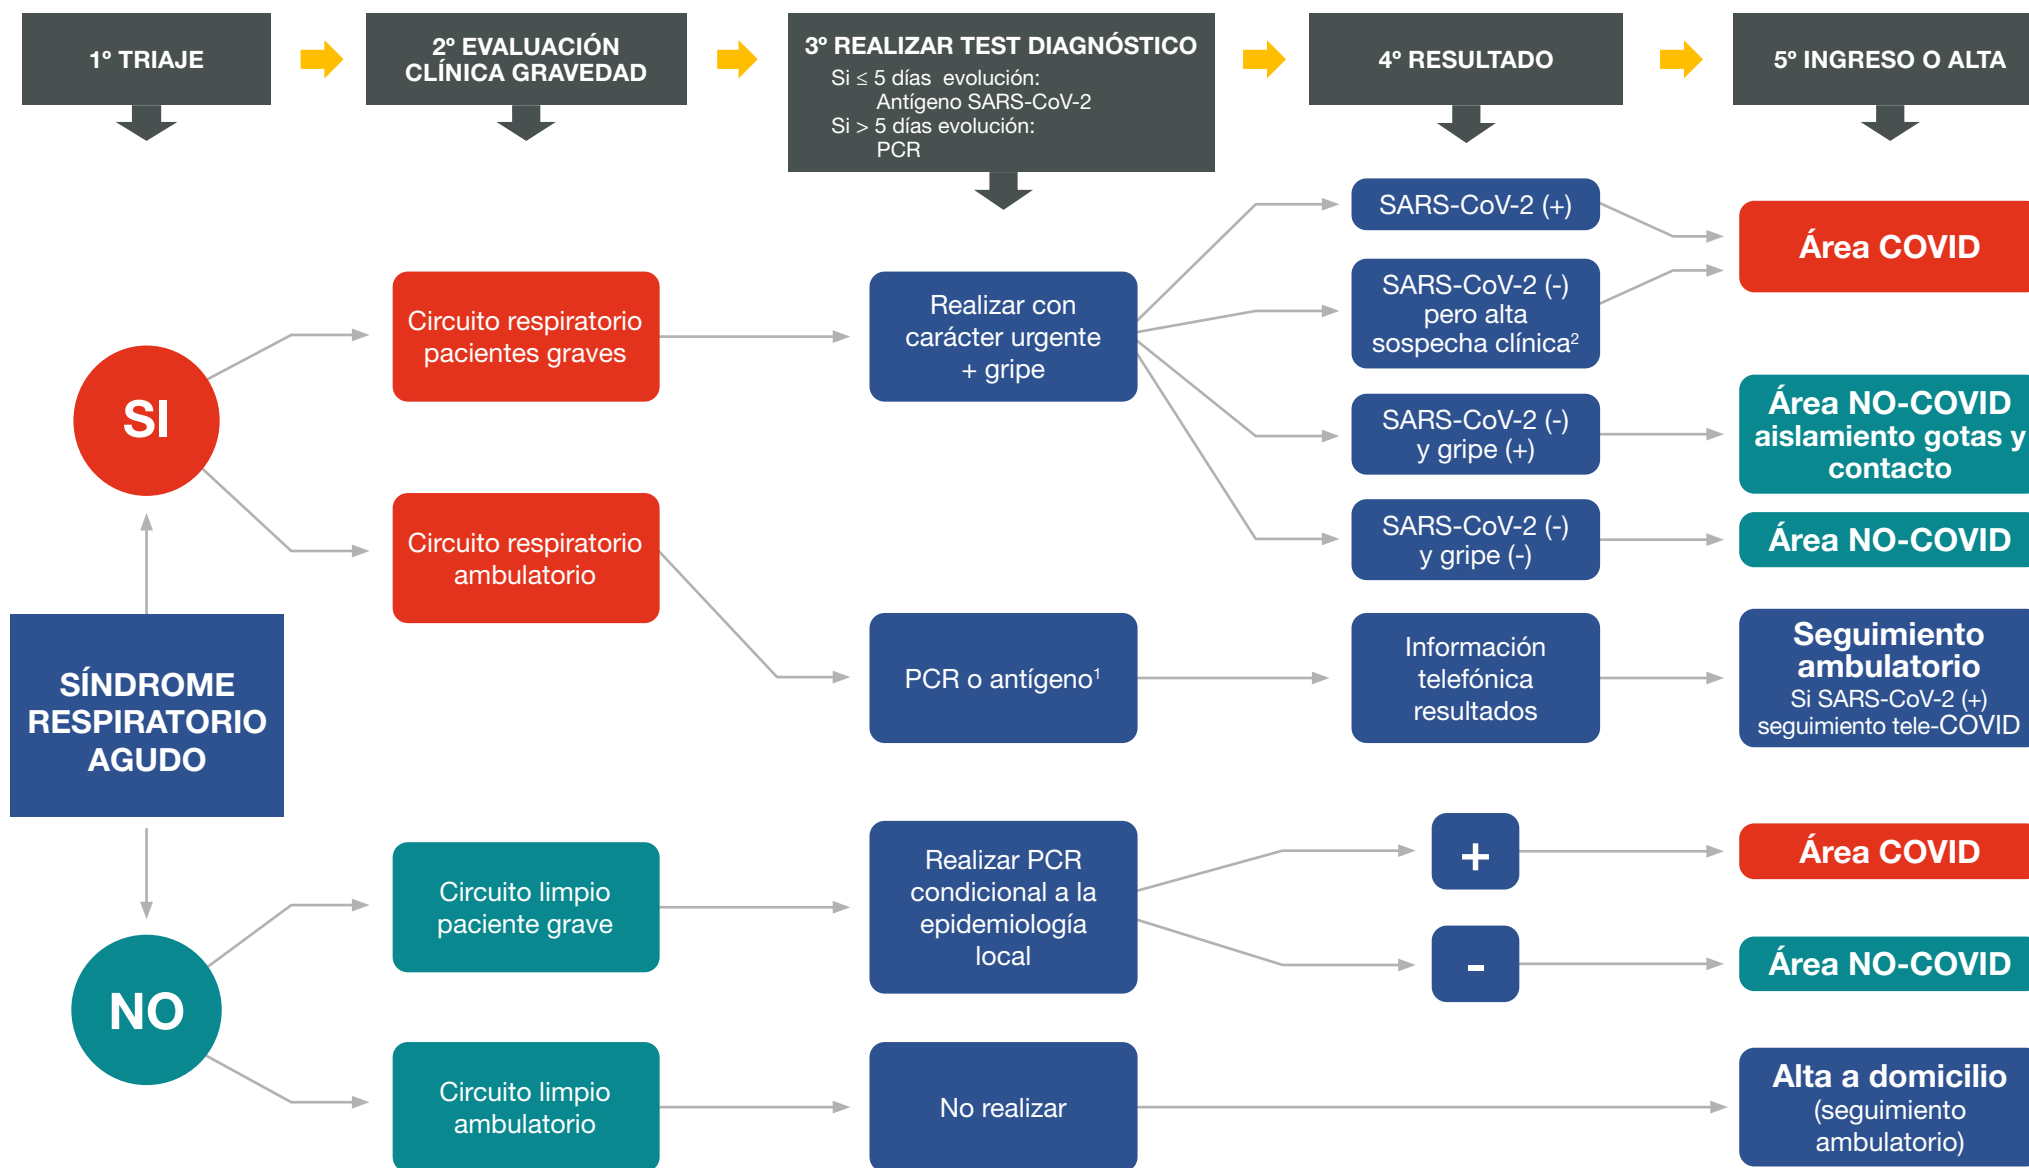 1º TRIAJE
2º EVALUACIÓN
CLÍNICA GRAVEDAD
3º REALIZAR TEST DIAGNÓSTICO
Si ≤ 5 días evolución:
Antígeno SARS-CoV-2
Si > 5 días evolución:
PCR
4º RESULTADO
5º INGRESO O ALTA
SI
SÍNDROME
RESPIRATORIO
AGUDO
NO
Circuito respiratorio
pacientes graves
Circuito respiratorio
ambulatorio
Circuito limpio
paciente grave
Circuito limpio
ambulatorio
Realizar con
carácter urgente
+ gripe
PCR o antígeno¹
Realizar PCR
condicional a la
epidemiología
local
No realizar
SARS-CoV-2 (+)
SARS-CoV-2 (-)
pero alta
sospecha clínica²
SARS-CoV-2 (-)
y gripe (+)
SARS-CoV-2 (-)
y gripe (-)
Información
telefónica
resultados
+
-
Área COVID
Área NO-COVID
aislamiento gotas y
contacto
Área NO-COVID
Seguimiento
ambulatorio
Si SARS-CoV-2 (+)
seguimiento tele-COVID
Área COVID
Área NO-COVID
Alta a domicilio
(seguimiento
ambulatorio)